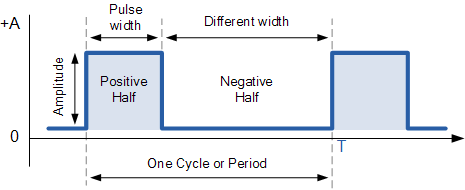 +A
Pulse
width
Different width
Amplitude
Positive
Half
Negative
Half
0
T
One Cycle or Period